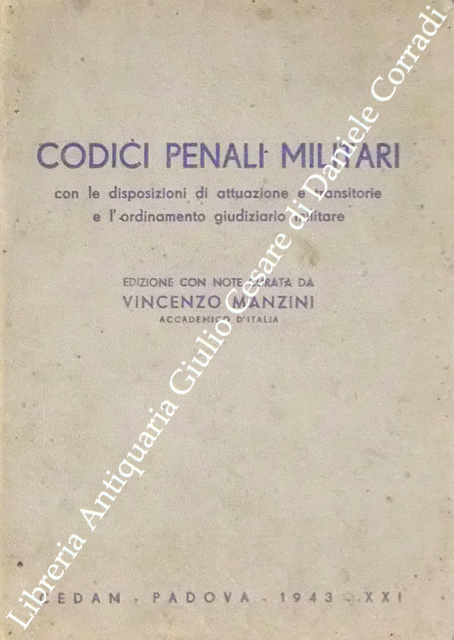 CODICI PENALI MILITARI
con le disposizioni di attuazione e transitorie
e l'ordinamento giudiziario militare
EDIZIONE CON NOTE CURATA DA
VINCENZO MANZINI
ACCADEMICO D'ITALIA
CEDAM - PADOVA - 1943 - XXI
Libreria Antiquaria Giulio Cesare di Daniele Corradi